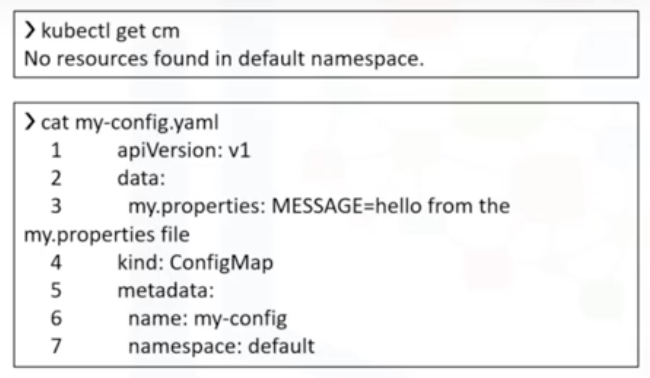 ❯ kubectl get cm
No resources found in default namespace.
❯ cat my-config.yaml
1 apiVersion: v1
2 data:
3 my.properties: MESSAGE=hello from the
my.properties file
4 kind: ConfigMap
5 metadata:
6 name: my-config
7 namespace: default